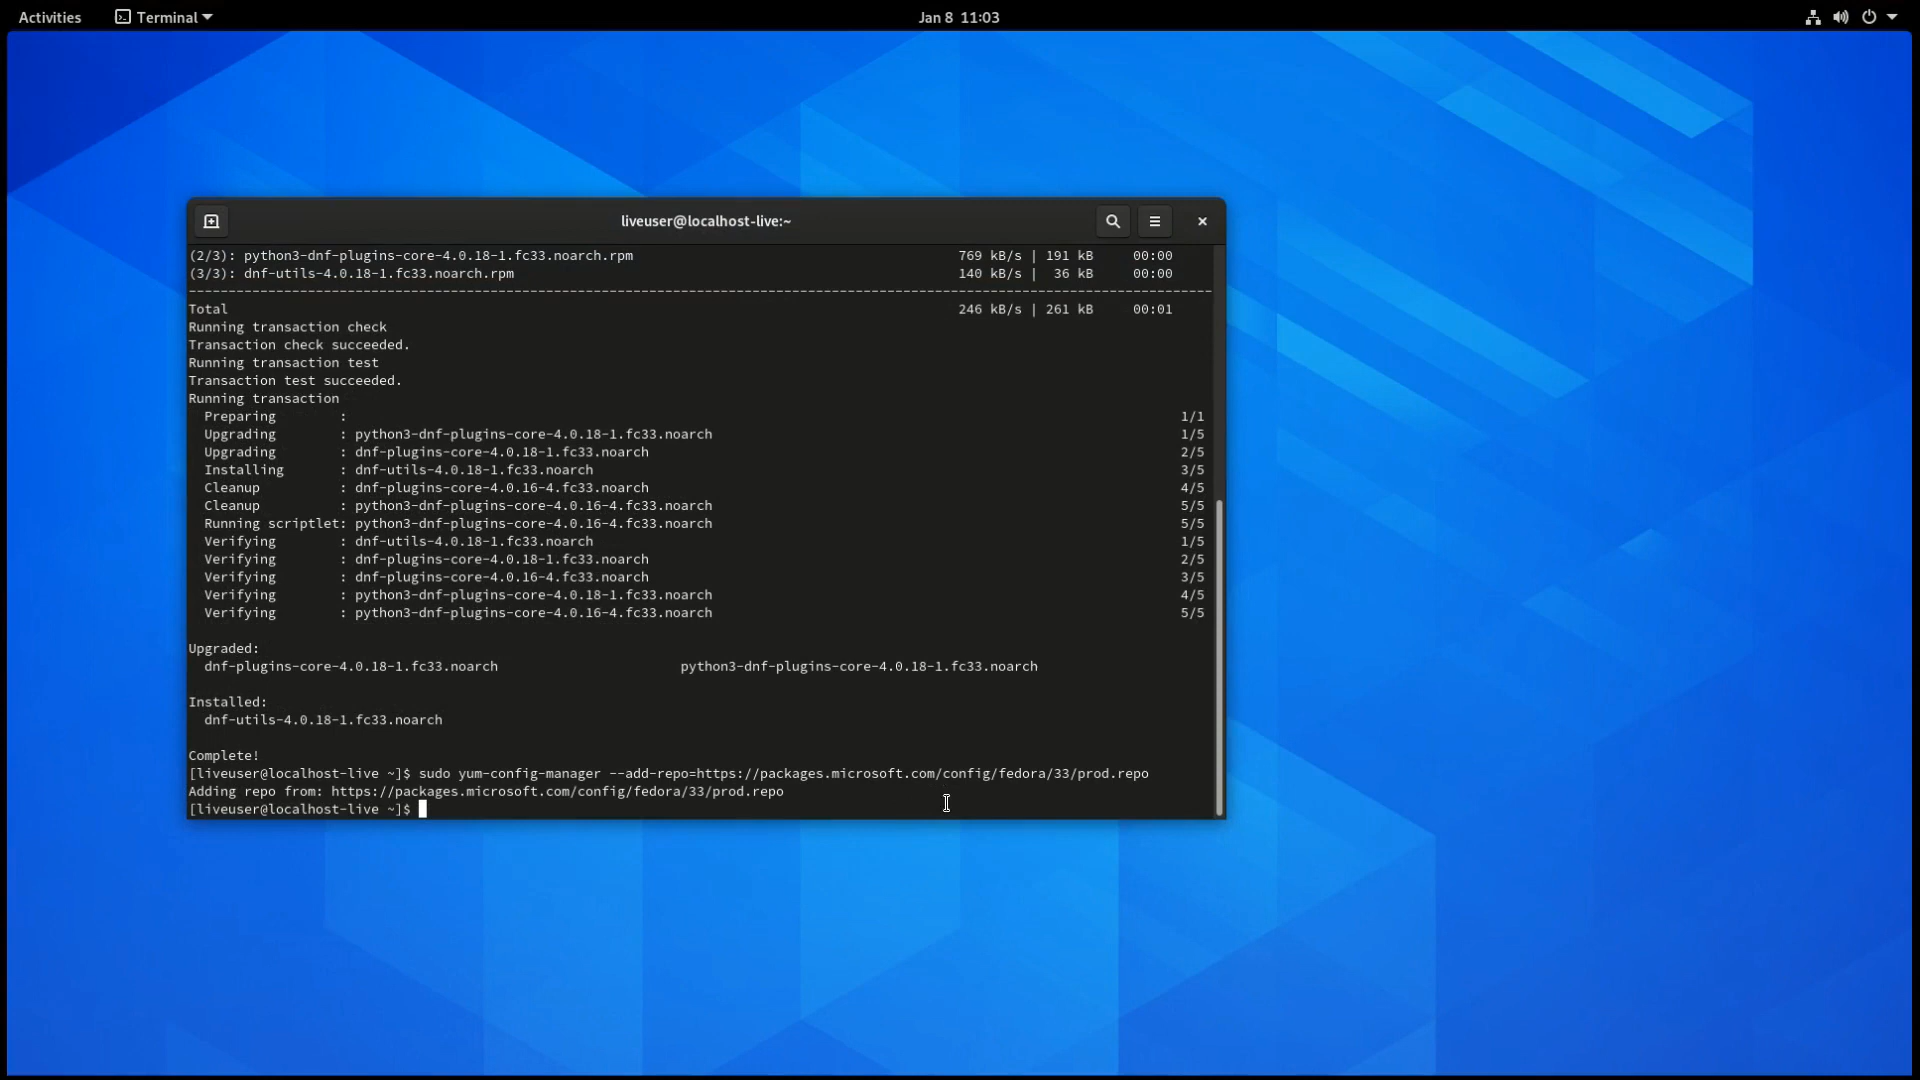 Activities Terminal Jan 8 11:03
liveuser@localhost-live:~
(2/3): python3-dnf-plugins-core-4.0.18-1.fc33.noarch.rpm 769 kB/s | 191 kB 00:00
(3/3): dnf-utils-4.0.18-1.fc33.noarch.rpm 140 kB/s | 36 kB 00:00
--------------------------------------------------------------------------------
Total 246 kB/s | 261 kB 00:01
Running transaction check
Transaction check succeeded.
Running transaction test
Transaction test succeeded.
Running transaction
Preparing : 1/1
Upgrading : python3-dnf-plugins-core-4.0.18-1.fc33.noarch 1/5
Upgrading : dnf-plugins-core-4.0.18-1.fc33.noarch 2/5
Installing : dnf-utils-4.0.18-1.fc33.noarch 3/5
Cleanup : dnf-plugins-core-4.0.16-4.fc33.noarch 4/5
Cleanup : python3-dnf-plugins-core-4.0.16-4.fc33.noarch 5/5
Running scriptlet: python3-dnf-plugins-core-4.0.16-4.fc33.noarch 5/5
Verifying : dnf-utils-4.0.18-1.fc33.noarch 1/5
Verifying : dnf-plugins-core-4.0.18-1.fc33.noarch 2/5
Verifying : dnf-plugins-core-4.0.16-4.fc33.noarch 3/5
Verifying : python3-dnf-plugins-core-4.0.18-1.fc33.noarch 4/5
Verifying : python3-dnf-plugins-core-4.0.16-4.fc33.noarch 5/5
Upgraded:
dnf-plugins-core-4.0.18-1.fc33.noarch python3-dnf-plugins-core-4.0.18-1.fc33.noarch
Installed:
dnf-utils-4.0.18-1.fc33.noarch
Complete!
[liveuser@localhost-live ~]$ sudo yum-config-manager --add-repo=https://packages.microsoft.com/config/fedora/33/prod.repo
Adding repo from: https://packages.microsoft.com/config/fedora/33/prod.repo
[liveuser@localhost-live ~]$